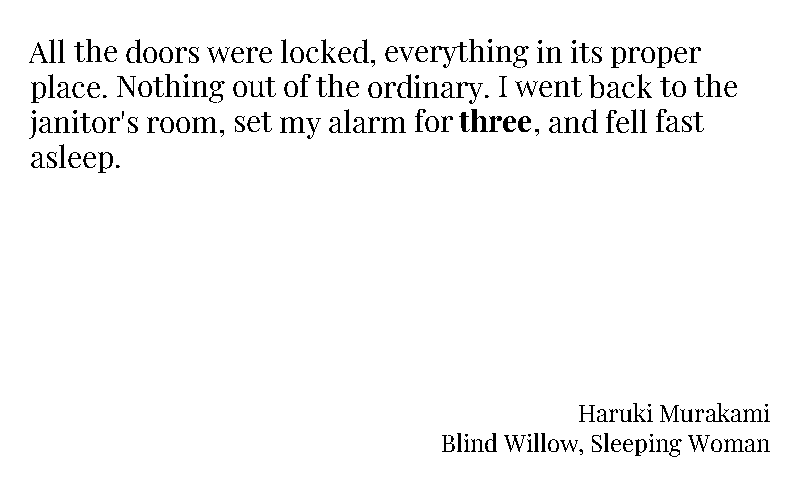 All the doors were locked, everything in its proper
place. Nothing out of the ordinary. I went back to the
janitor's room, set my alarm for three, and fell fast
asleep.
Haruki Murakami
Blind Willow, Sleeping Woman